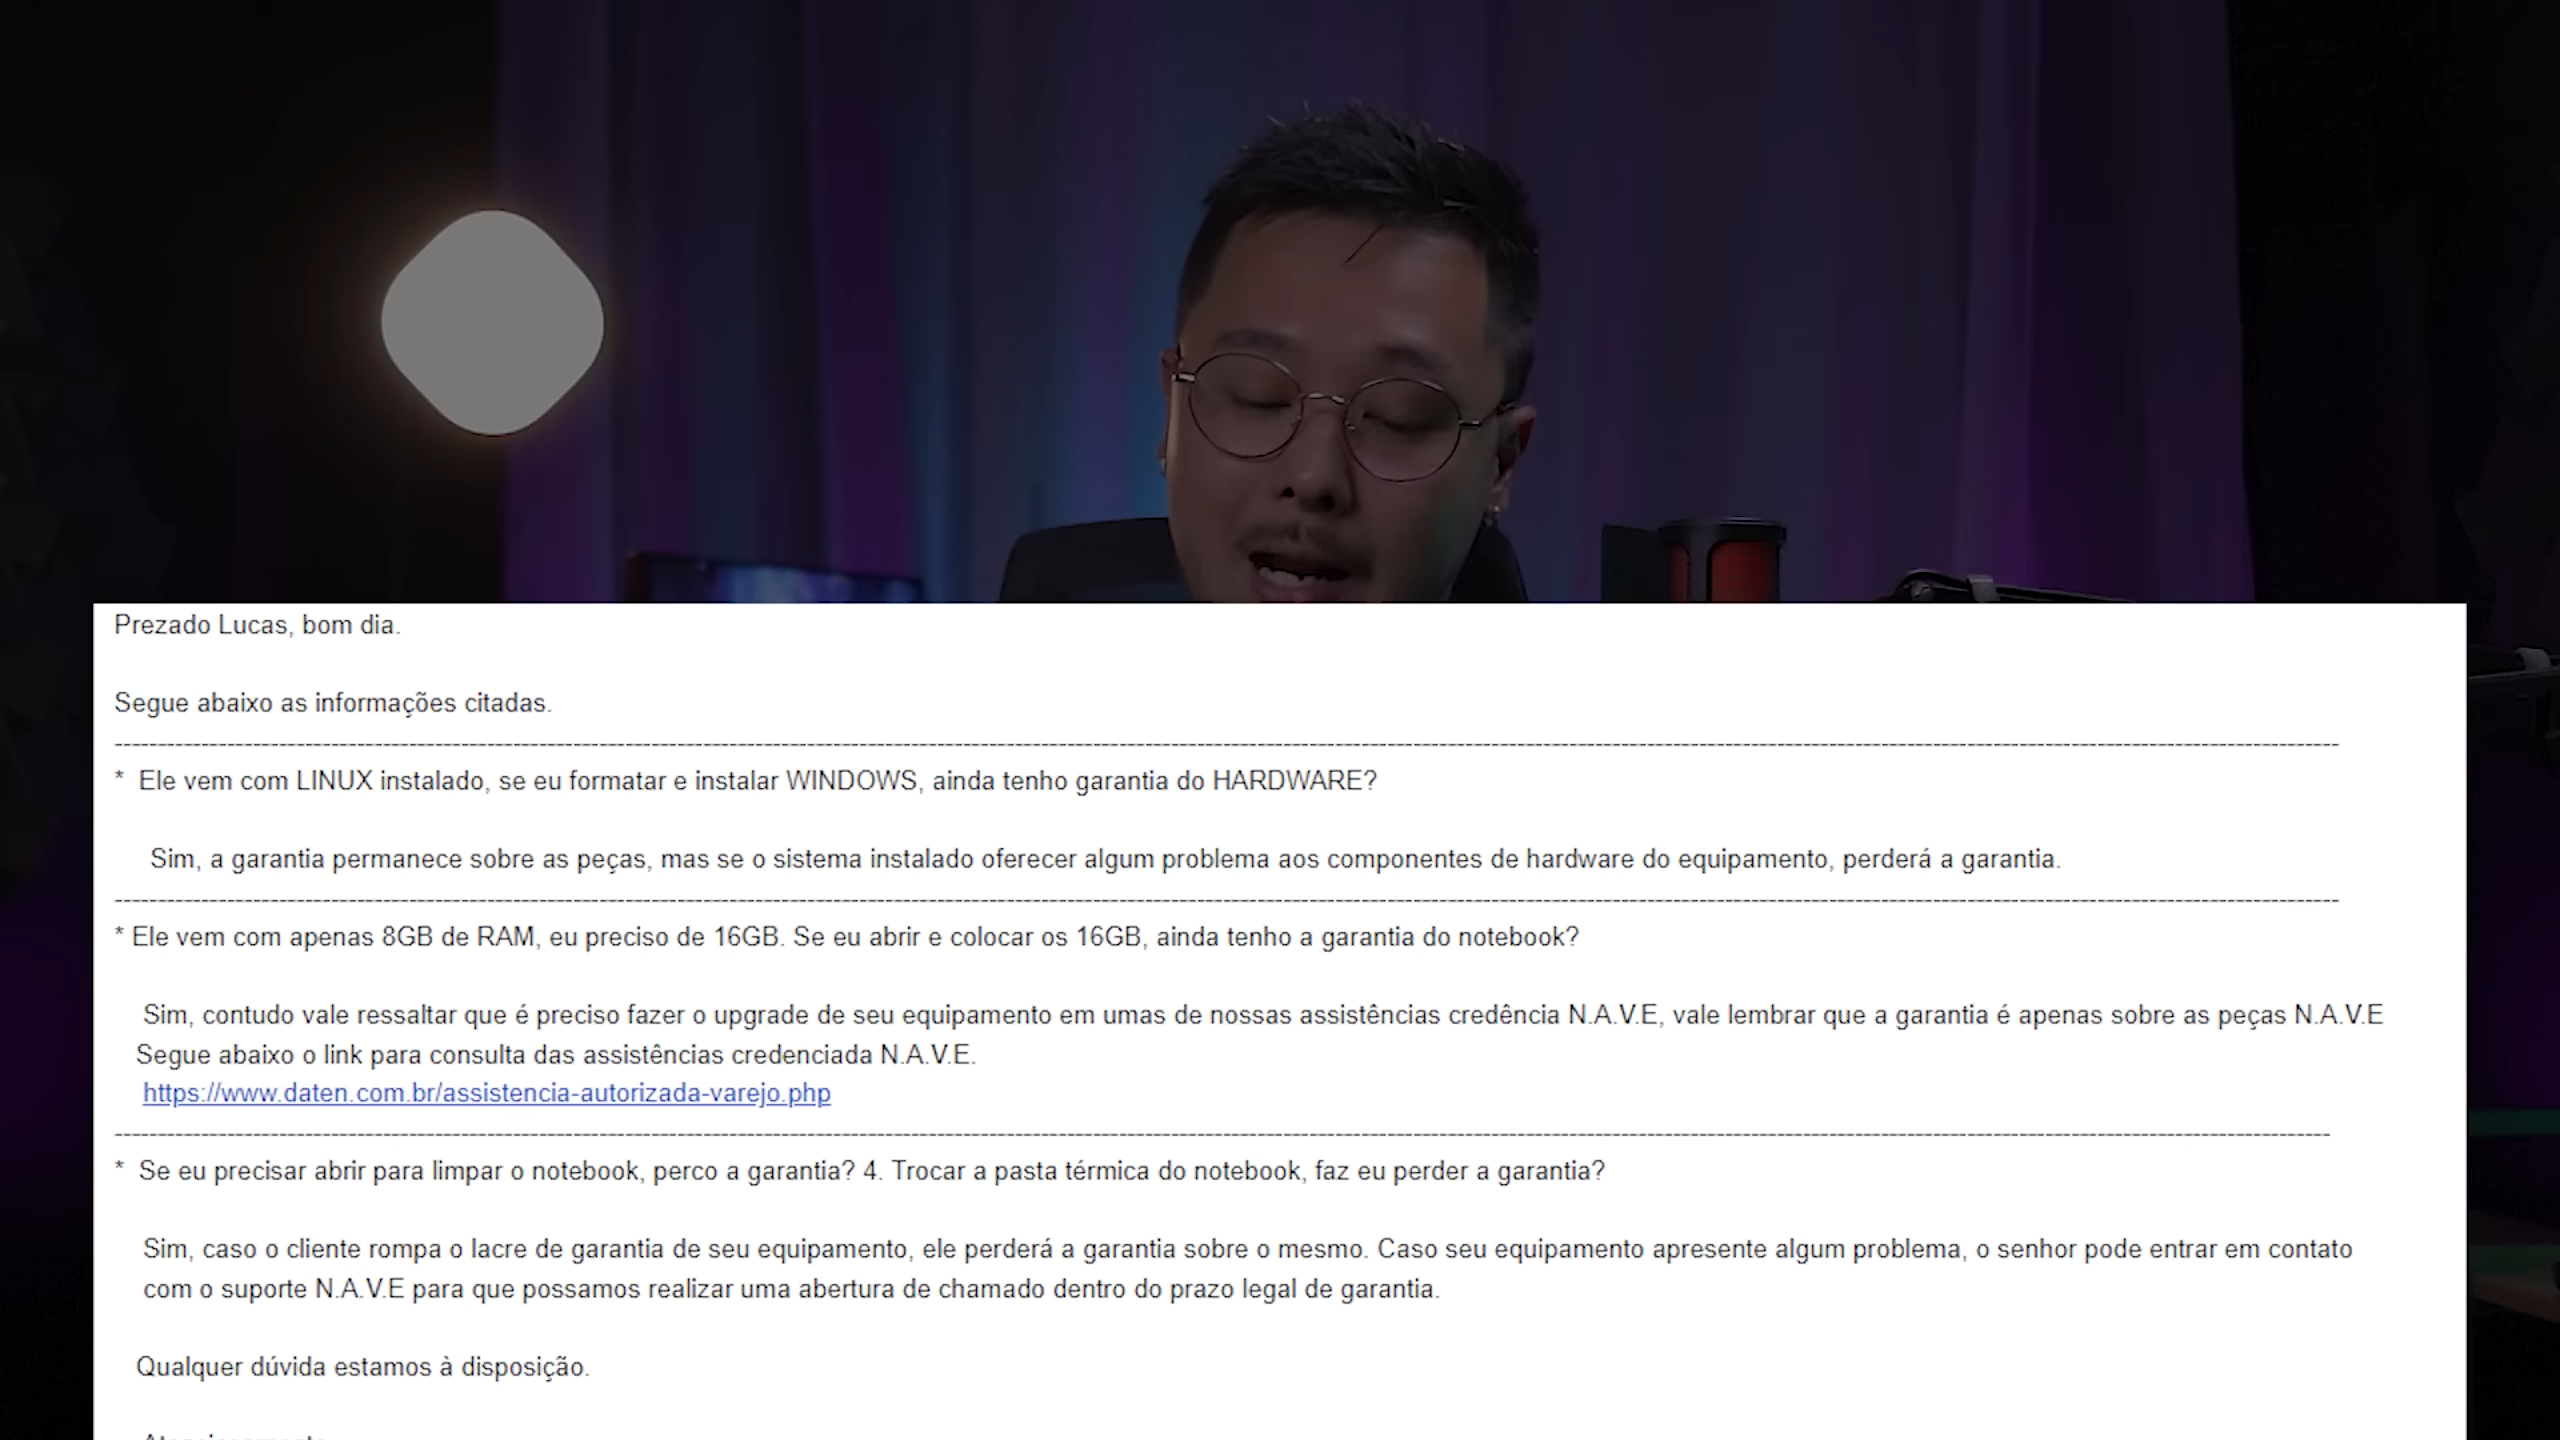 Prezado Lucas, bom dia.
Segue abaixo as informações citadas.
* Ele vem com LINUX instalado, se eu formatar e instalar WINDOWS, ainda tenho garantia do HARDWARE?
Sim, a garantia permanece sobre as peças, mas se o sistema instalado oferecer algum problema aos componentes de hardware do equipamento, perderá a garantia.
* Ele vem com apenas 8GB de RAM, eu preciso de 16GB. Se eu abrir e colocar os 16GB, ainda tenho a garantia do notebook?
Sim, contudo vale ressaltar que é preciso fazer o upgrade de seu equipamento em umas de nossas assistências credência N.A.V.E, vale lembrar que a garantia é apenas sobre as peças N.A.V.E
Segue abaixo o link para consulta das assistências credenciada N.A.V.E.
https://www.daten.com.br/assistencia-autorizada-varejo.php
* Se eu precisar abrir para limpar o notebook, perco a garantia? 4. Trocar a pasta térmica do notebook, faz eu perder a garantia?
Sim, caso o cliente rompa o lacre de garantia de seu equipamento, ele perderá a garantia sobre o mesmo. Caso seu equipamento apresente algum problema, o senhor pode entrar em contato
com o suporte N.A.V.E para que possamos realizar uma abertura de chamado dentro do prazo legal de garantia.
Qualquer dúvida estamos à disposição.